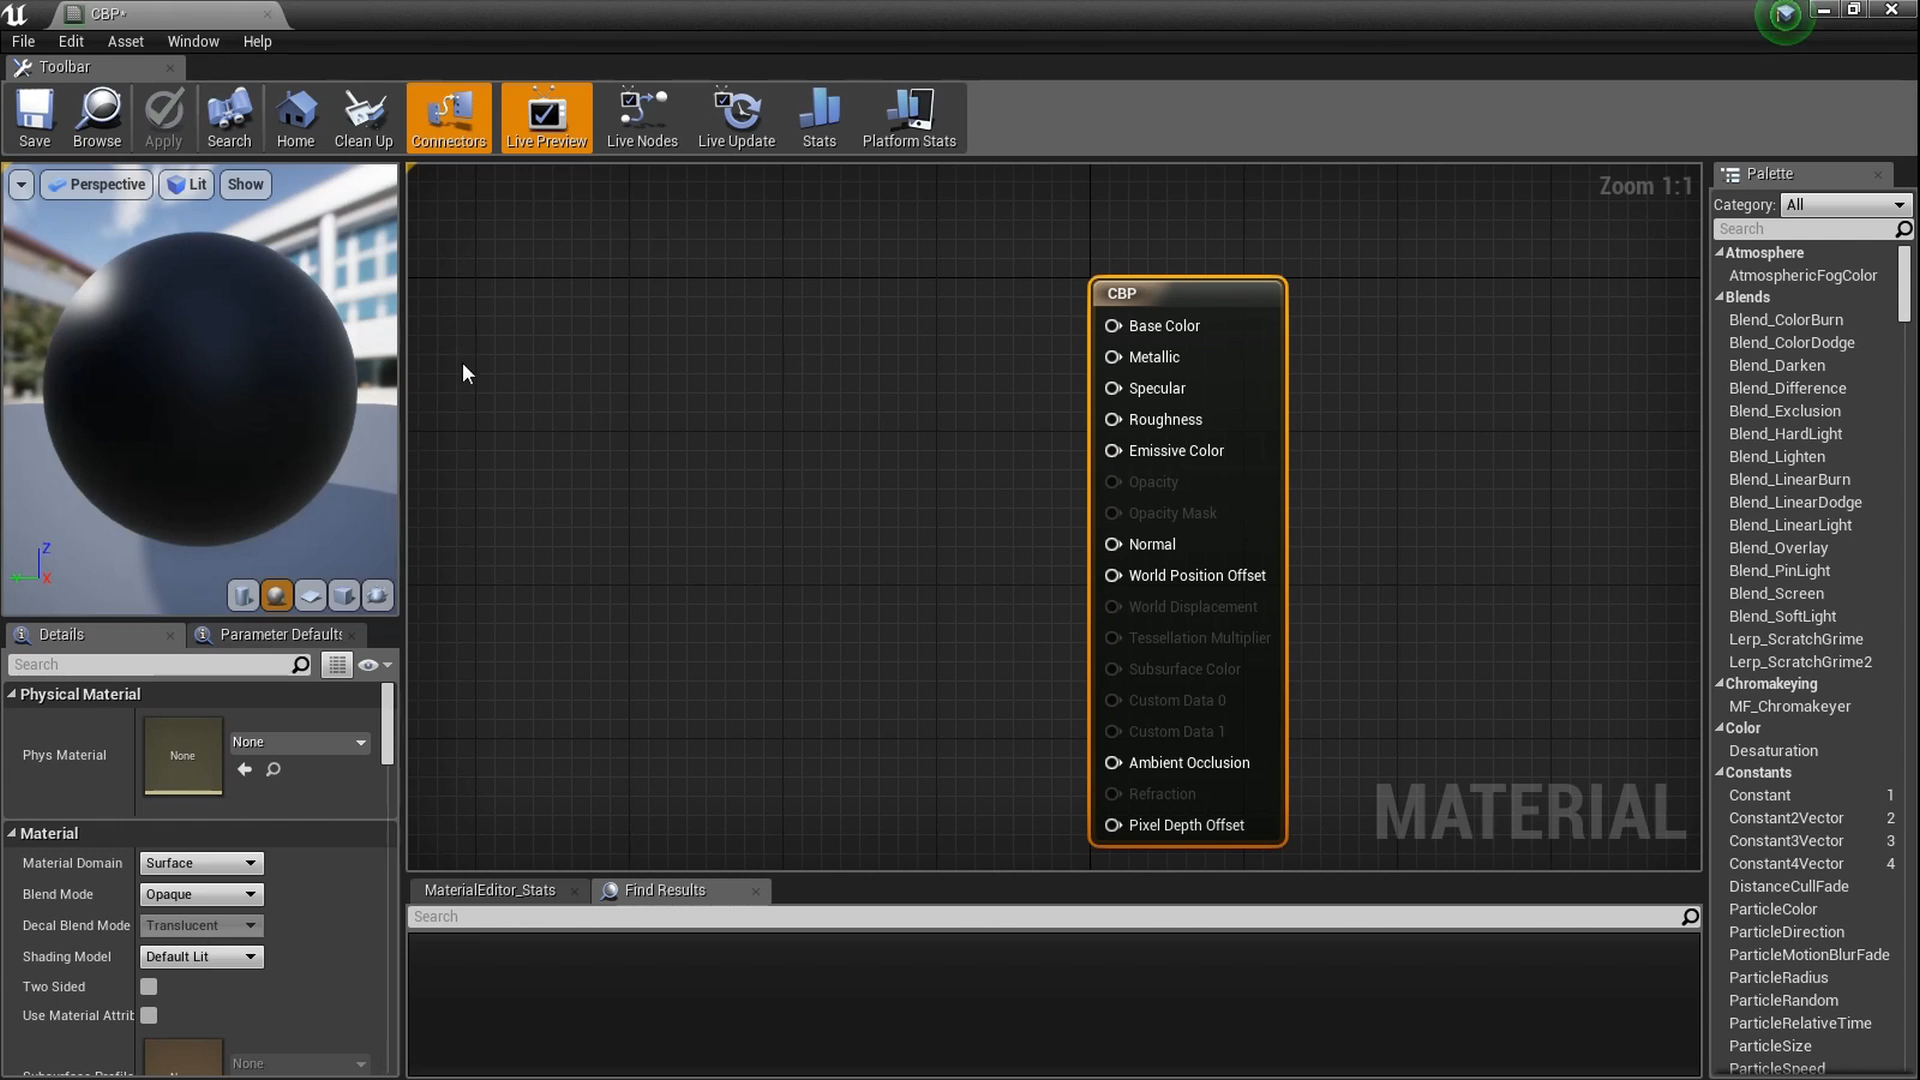 CBP*
File
Edit
Asset
Window
Help
Toolbar
Save
Browse
Apply
Search
Home
Clean Up
Connectors
Live Preview
Live Nodes
Live Update
Stats
Platform Stats
Perspective
Lit
Show
Z
X
Zoom 1:1
CBP
Base Color
Metallic
Specular
Roughness
Emissive Color
Opacity
Opacity Mask
Normal
World Position Offset
World Displacement
Tessellation Multiplier
Subsurface Color
Custom Data 0
Custom Data 1
Ambient Occlusion
Refraction
Pixel Depth Offset
MATERIAL
Details
Parameter Defaults
Search
Physical Material
Phys Material
None
None
Material
Material Domain
Surface
Blend Mode
Opaque
Decal Blend Mode
Translucent
Shading Model
Default Lit
Two Sided
Use Material Attrib
None
MaterialEditor_Stats
Find Results
Search
Palette
Category:
All
Search
Atmosphere
AtmosphericFogColor
Blends
Blend_ColorBurn
Blend_ColorDodge
Blend_Darken
Blend_Difference
Blend_Exclusion
Blend_HardLight
Blend_Lighten
Blend_LinearBurn
Blend_LinearDodge
Blend_LinearLight
Blend_Overlay
Blend_PinLight
Blend_Screen
Blend_SoftLight
Lerp_ScratchGrime
Lerp_ScratchGrime2
Chromakeying
MF_Chromakeyer
Color
Desaturation
Constants
Constant 1
Constant2Vector 2
Constant3Vector 3
Constant4Vector 4
DistanceCullFade
ParticleColor
ParticleDirection
ParticleMotionBlurFade
ParticleRadius
ParticleRandom
ParticleRelativeTime
ParticleSize
ParticleSpeed